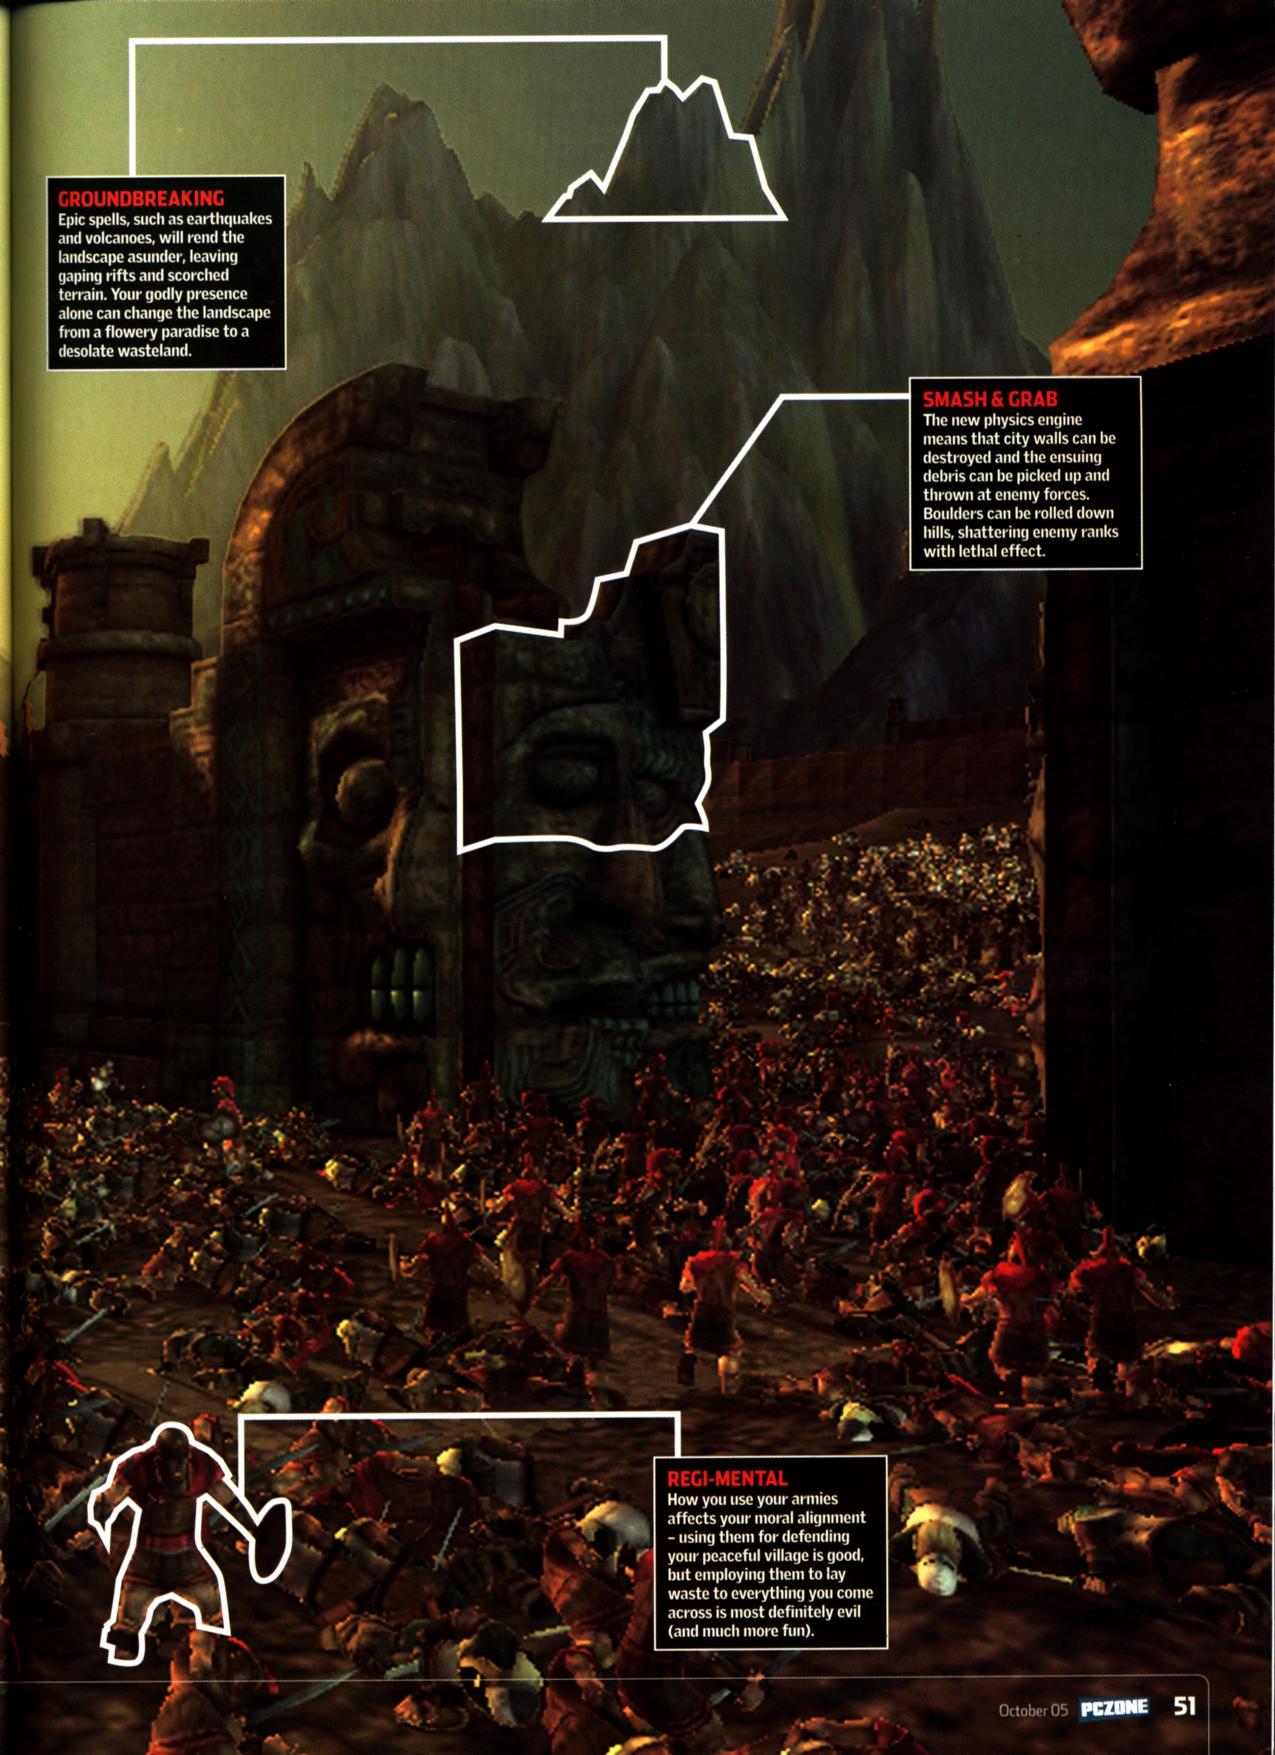 GROUNDBREAKING
Epic spells, such as earthquakes
and volcanoes, will rend the
landscape asunder, leaving
gaping rifts and scorched
terrain. Your godly presence
alone can change the landscape
from a flowery paradise to a
desolate wasteland.
SMASH & GRAB
The new physics engine
means that city walls can be
destroyed and the ensuing
debris can be picked up and
thrown at enemy forces.
Boulders can be rolled down
hills, shattering enemy ranks
with lethal effect.
REGI-MENTAL
How you use your armies
affects your moral alignment
– using them for defending
your peaceful village is good,
but employing them to lay
waste to everything you come
across is most definitely evil
(and much more fun).
October 05 PCZONE 51